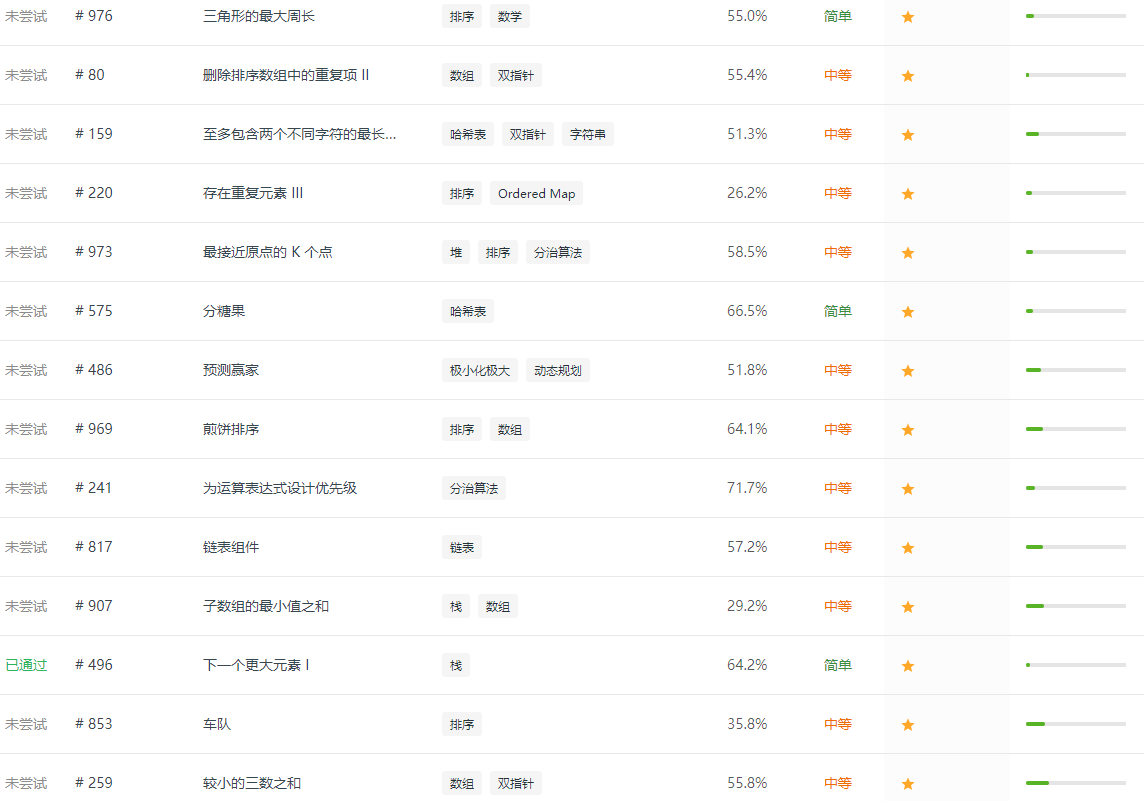 未尝试 # 976 三角形的最大周长 排序 数学 55.0% 简单
未尝试 # 80 删除排序数组中的重复项 II 数组 双指针 55.4% 中等
未尝试 # 159 至多包含两个不同字符的最长... 哈希表 双指针 字符串 51.3% 中等
未尝试 # 220 存在重复元素 III 排序 Ordered Map 26.2% 中等
未尝试 # 973 最接近原点的 K 个点 堆 排序 分治算法 58.5% 中等
未尝试 # 575 分糖果 哈希表 66.5% 简单
未尝试 # 486 预测赢家 极小化极大 动态规划 51.8% 中等
未尝试 # 969 煎饼排序 排序 数组 64.1% 中等
未尝试 # 241 为运算表达式设计优先级 分治算法 71.7% 中等
未尝试 # 817 链表组件 链表 57.2% 中等
未尝试 # 907 子数组的最小值之和 栈 数组 29.2% 中等
已通过 # 496 下一个更大元素 I 栈 64.2% 简单
未尝试 # 853 车队 排序 35.8% 中等
未尝试 # 259 较小的三数之和 数组 双指针 55.8% 中等